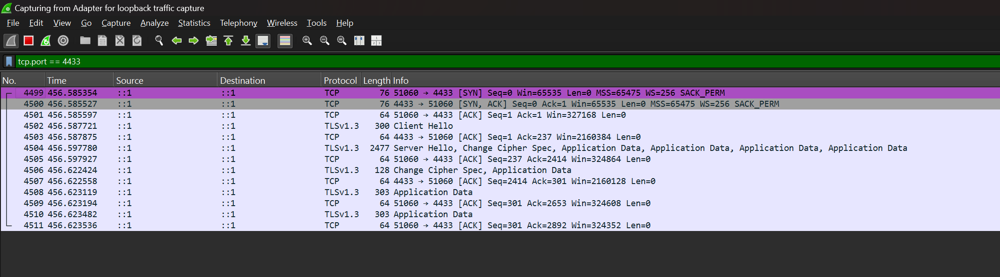 Capturing from Adapter for loopback traffic capture
File Edit View Go Capture Analyze Statistics Telephony Wireless Tools Help
tcp.port == 4433
No. Time Source Destination Protocol Length Info
4499 456.585354 ::1 ::1 TCP 76 51060 → 4433 [SYN] Seq=0 Win=65535 Len=0 MSS=65475 WS=256 SACK_PERM
4500 456.585527 ::1 ::1 TCP 76 4433 → 51060 [SYN, ACK] Seq=0 Ack=1 Win=65535 Len=0 MSS=65475 WS=256 SACK_PERM
4501 456.585597 ::1 ::1 TCP 64 51060 → 4433 [ACK] Seq=1 Ack=1 Win=327168 Len=0
4502 456.587721 ::1 ::1 TLSv1.3 300 Client Hello
4503 456.587875 ::1 ::1 TCP 64 4433 → 51060 [ACK] Seq=1 Ack=237 Win=2160384 Len=0
4504 456.597780 ::1 ::1 TLSv1.3 2477 Server Hello, Change Cipher Spec, Application Data, Application Data, Application Data, Application Data
4505 456.597927 ::1 ::1 TCP 64 51060 → 4433 [ACK] Seq=237 Ack=2414 Win=324864 Len=0
4506 456.622424 ::1 ::1 TLSv1.3 128 Change Cipher Spec, Application Data
4507 456.622558 ::1 ::1 TCP 64 4433 → 51060 [ACK] Seq=2414 Ack=301 Win=2160128 Len=0
4508 456.623119 ::1 ::1 TLSv1.3 303 Application Data
4509 456.623194 ::1 ::1 TCP 64 51060 → 4433 [ACK] Seq=301 Ack=2653 Win=324608 Len=0
4510 456.623482 ::1 ::1 TLSv1.3 303 Application Data
4511 456.623536 ::1 ::1 TCP 64 51060 → 4433 [ACK] Seq=301 Ack=2892 Win=324352 Len=0